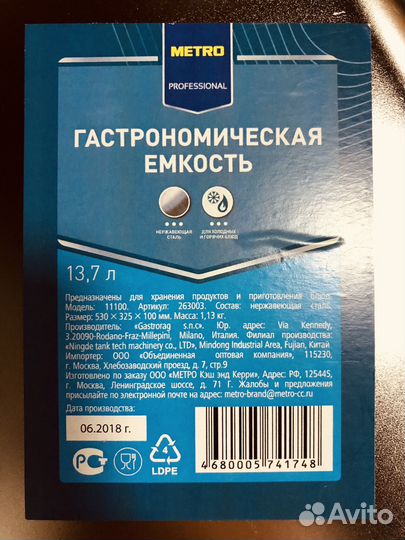 METRO
PROFESSIONAL
ГАСТРОНОМИЧЕСКАЯ
ЕМКОСТЬ
НЕРЖАВЕЮЩАЯ
СТАЛЬ
ДЛЯ ХОЛОДНЫХ
И ГОРЯЧИХ БЛЮД
13,7 л
Предназначены для хранения продуктов и приготовления блюд.
Модель: 11100. Артикул: 263003. Состав: нержавеющая сталь.
Размер: 530 × 325 × 100 мм. Масса: 1,13 кг.
Производитель: «Gastrorag s.n.c». Юр. адрес: Via Kennedy,
3.20090-Rodano-Fraz-Millepini, Milano, Италия. Филиал производства:
«Ningde tank tech machinery co., LTD», Mindong Industrial Area, Fujian, Китай
Импортер: ООО «Объединенная оптовая компания», 115230,
г. Москва, Хлебозаводский проезд, д. 7, стр.9
Изготовлено по заказу ООО «МЕТРО Кэш энд Керри», Адрес: РФ, 125445,
г. Москва, Ленинградское шоссе, д. 71 Г. Жалобы и предложения
присылайте по электронной почте на адрес: metro-brand@metro-cc.ru
Дата производства:
06.2018 г.
4
LDPE
4680005741748
Avito